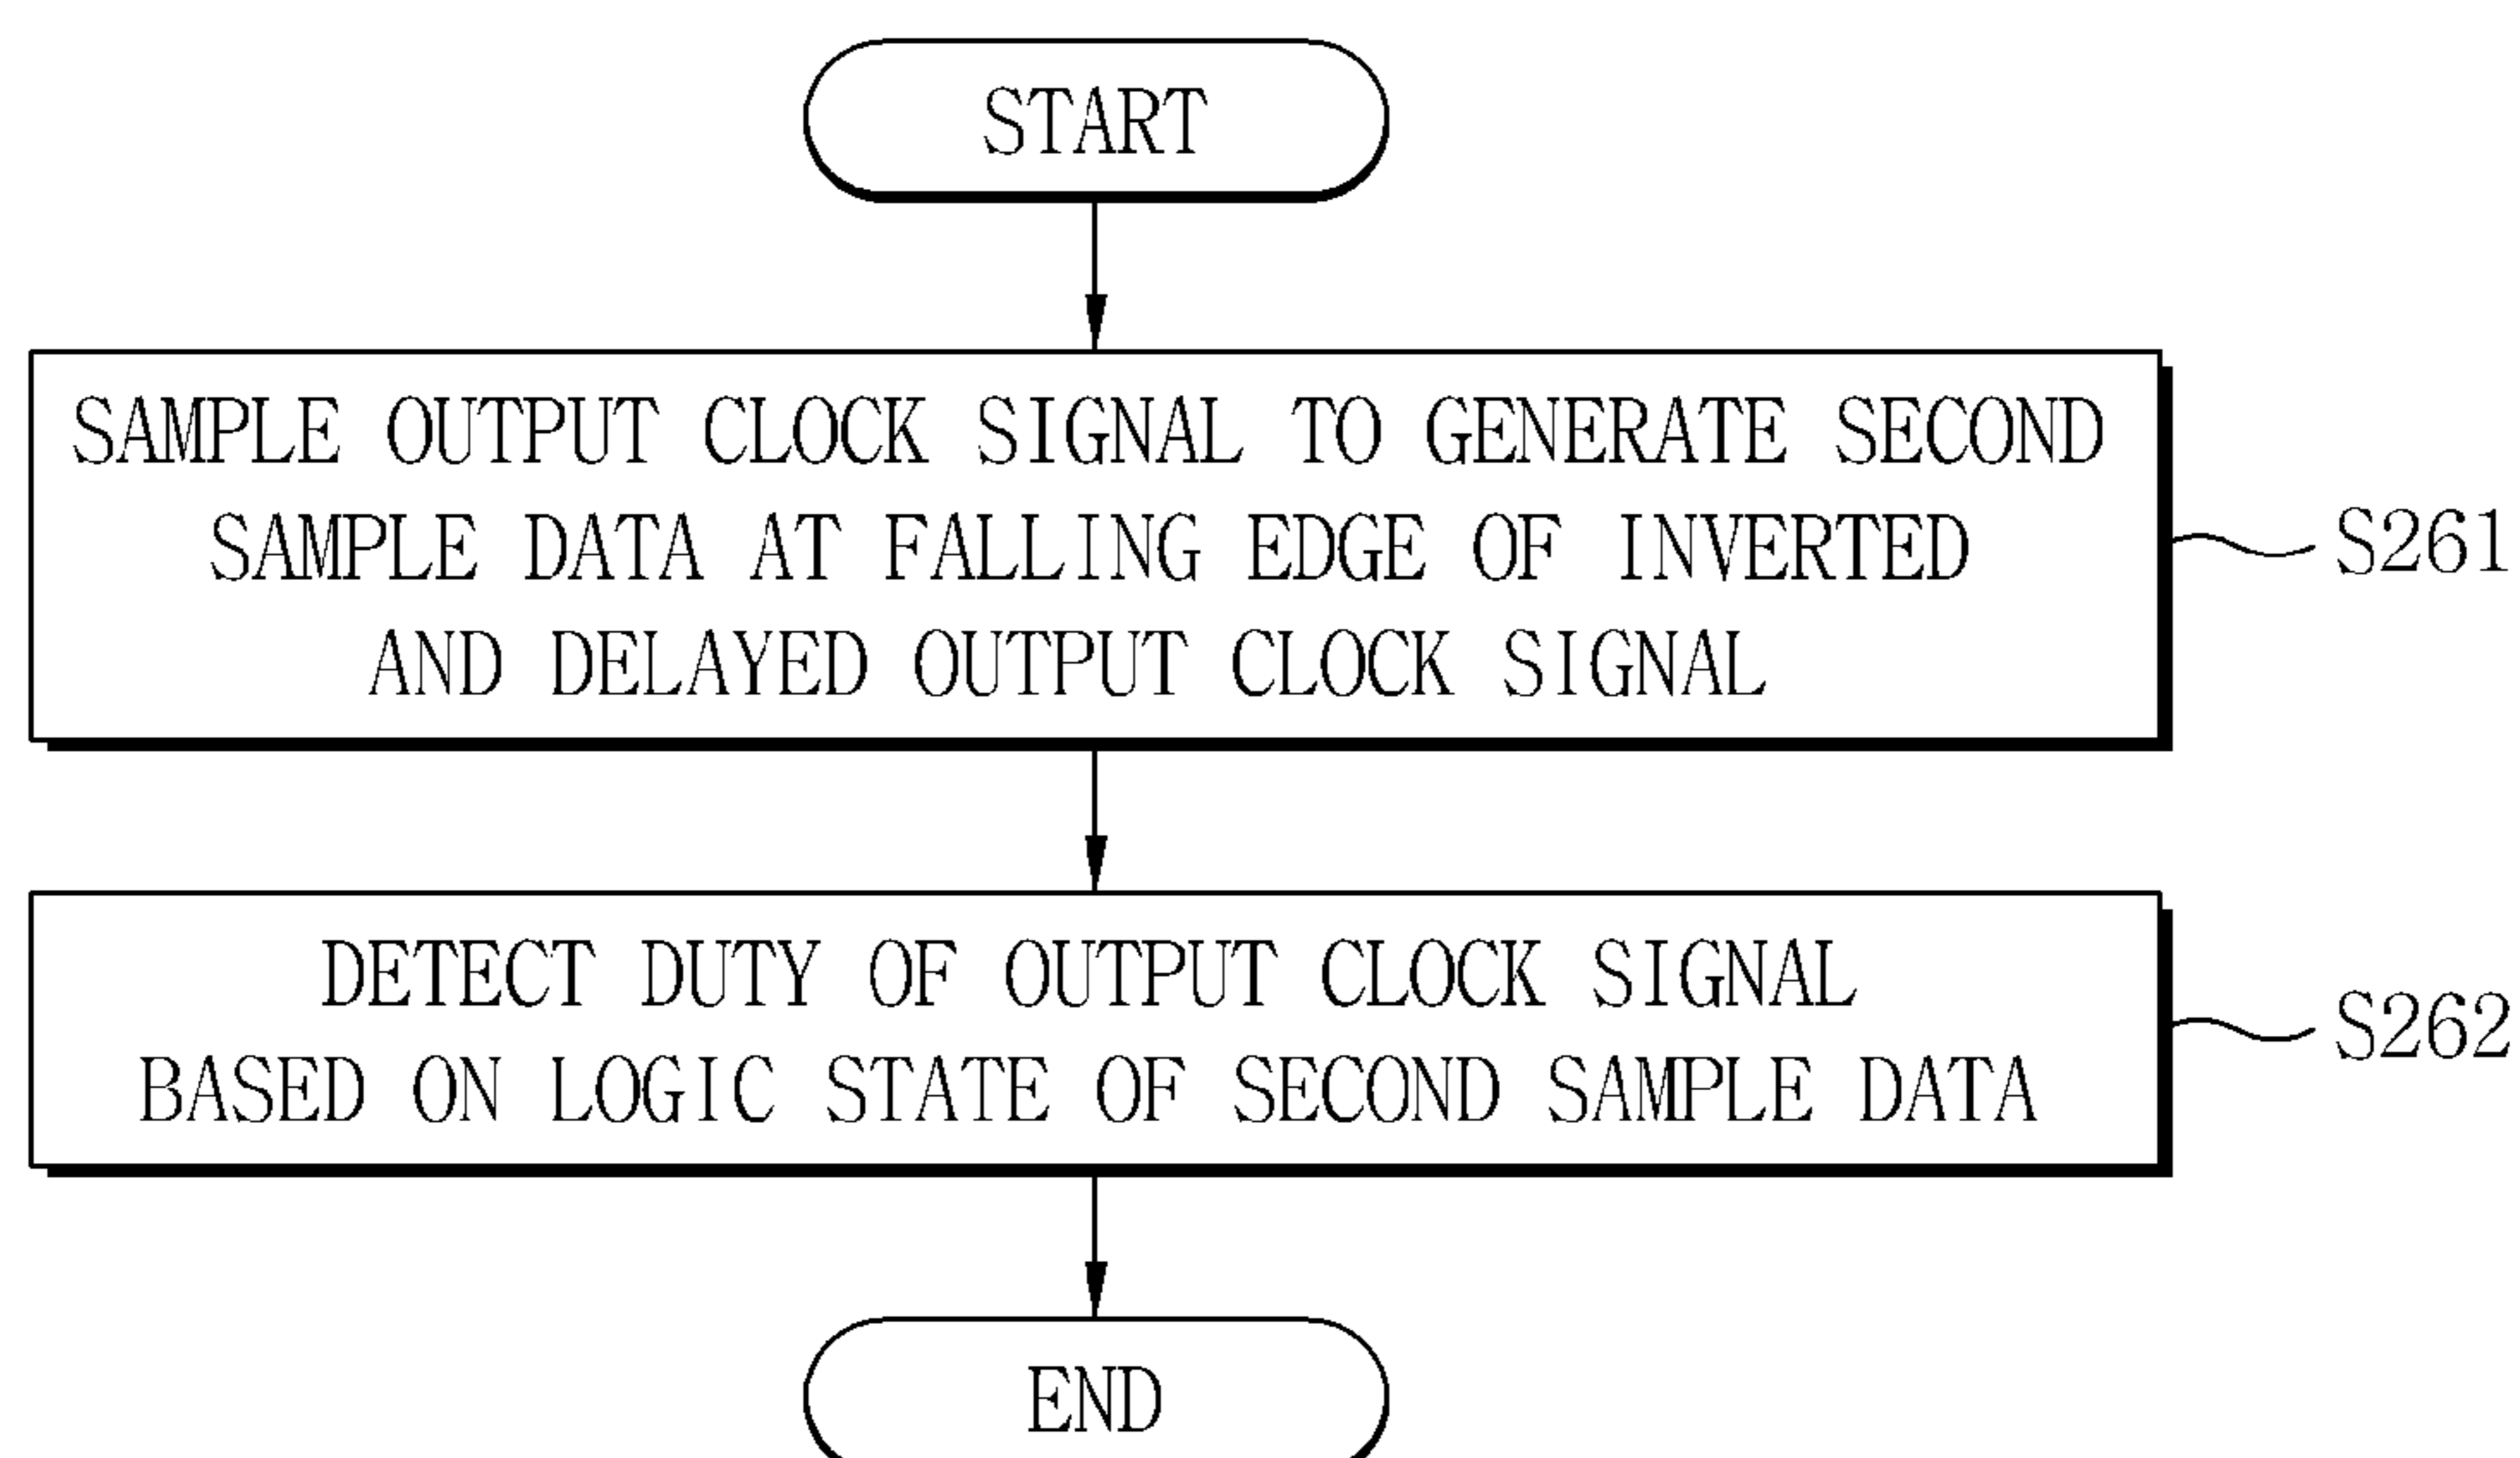 START
SAMPLE OUTPUT CLOCK SIGNAL TO GENERATE SECOND
SAMPLE DATA AT FALLING EDGE OF INVERTED
AND DELAYED OUTPUT CLOCK SIGNAL
S261
DETECT DUTY OF OUTPUT CLOCK SIGNAL
BASED ON LOGIC STATE OF SECOND SAMPLE DATA
S262
END